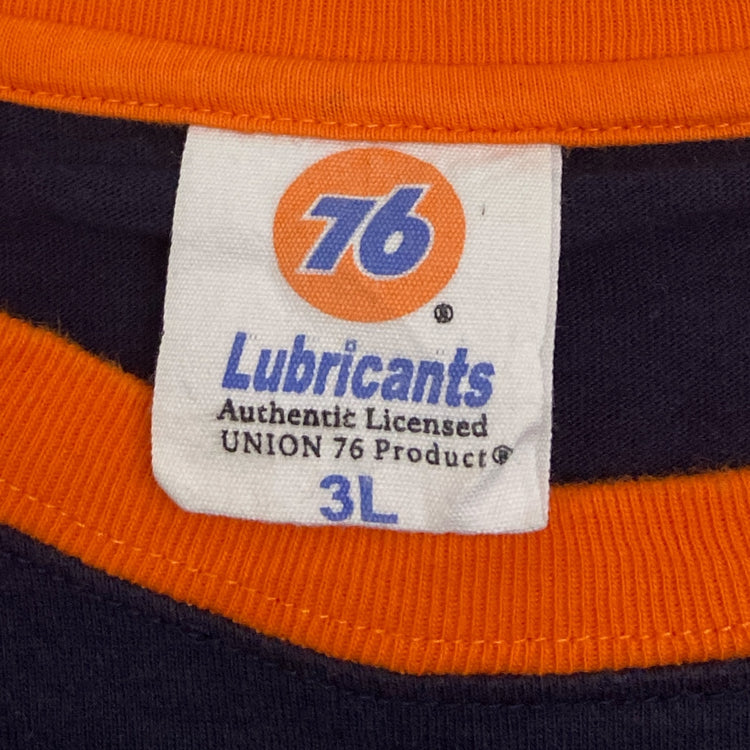 76
®
Lubricants
Authentic Licensed
UNION 76 Product®
3L